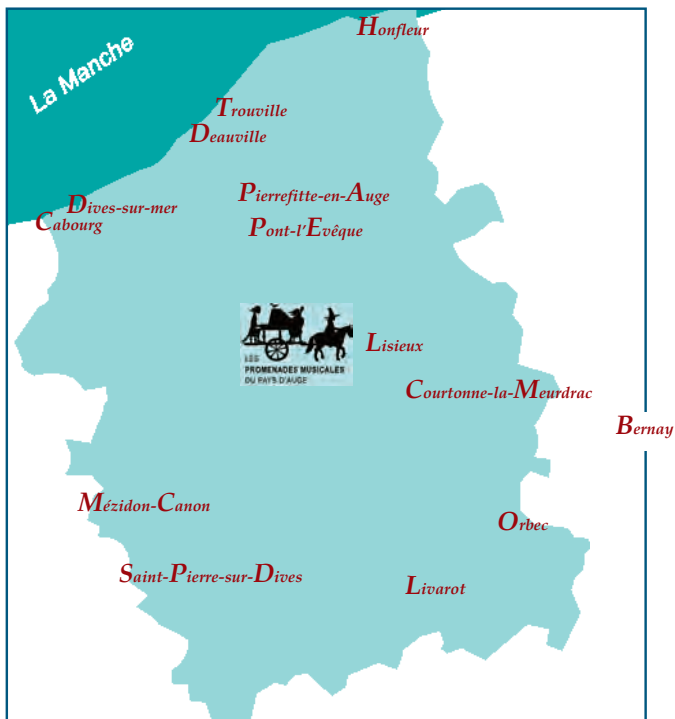 Honfleur
La Manche
Trouville
Deauville
Pierrefitte-en-Auge
Dives-sur-mer
Cabourg
Pont-l'Evêque
Lisieux
LES
PROMENADES MUSICALES
DU PAYS D'AUGE
Courtonne-la-Meurdrac
Bernay
Mézidon-Canon
Orbec
Saint-Pierre-sur-Dives
Livarot